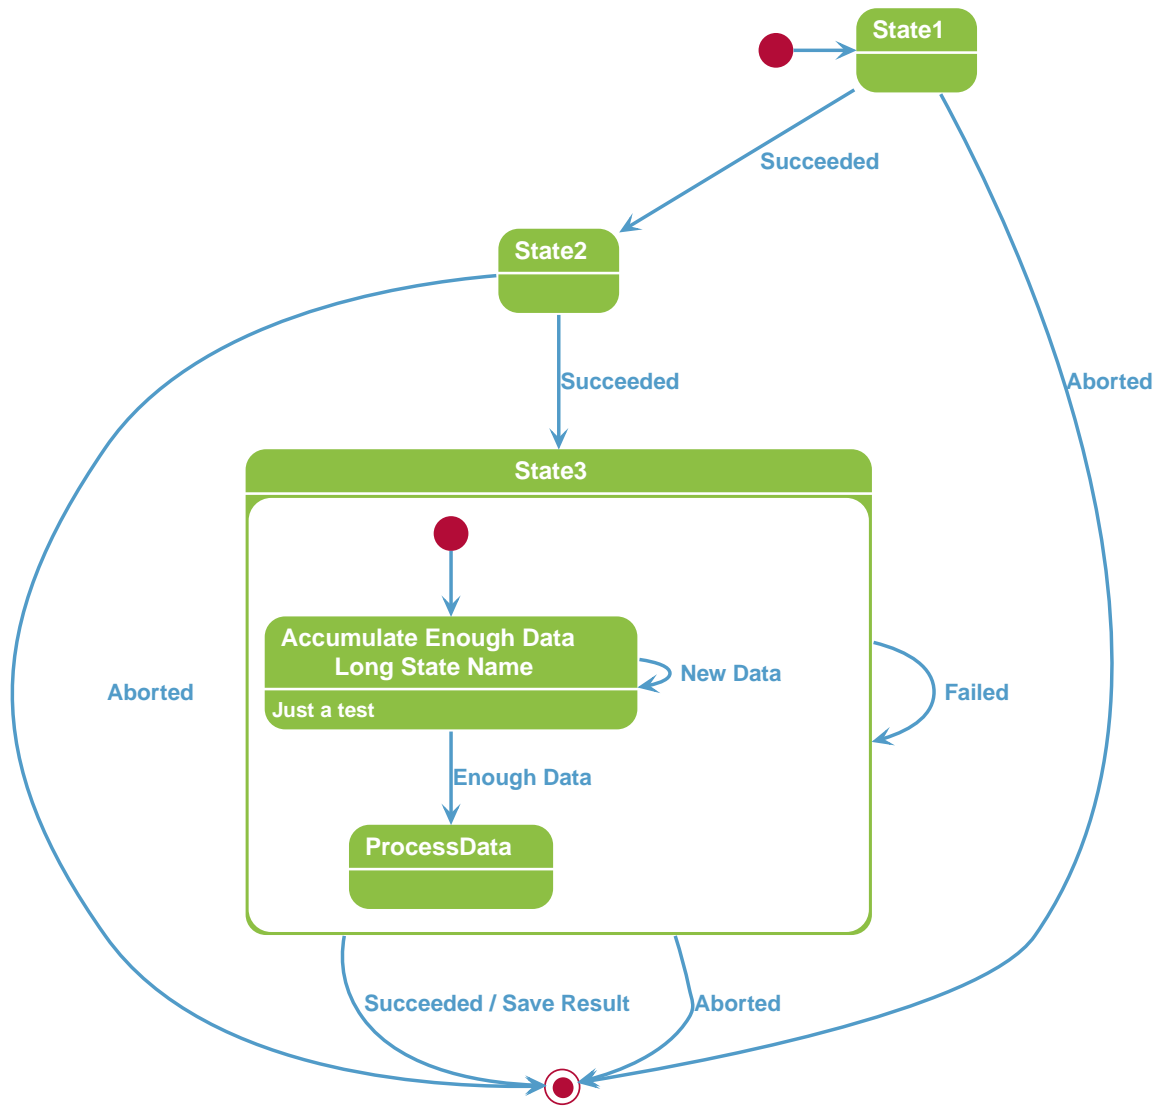 State1
Succeeded
State2
Succeeded
Aborted
State3
Accumulate Enough Data
Long State Name
New Data
Just a test
Aborted
Failed
Enough Data
ProcessData
Succeeded / Save Result
Aborted